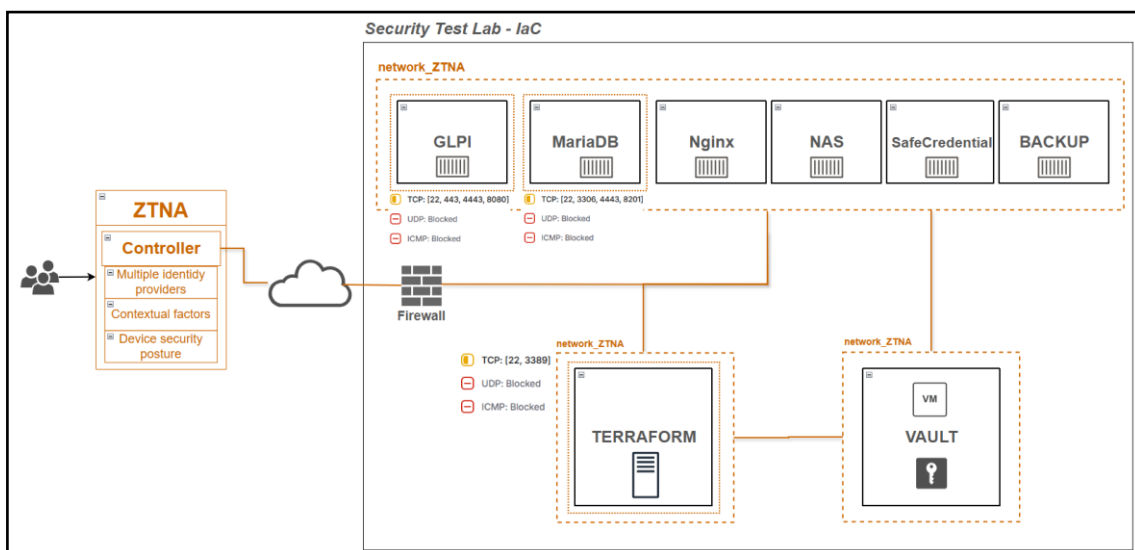 Security Test Lab - IaC
network_ZTNA
GLPI
MariaDB
Nginx
NAS
SafeCredential
BACKUP
TCP: [22, 443, 4443, 8080]
UDP: Blocked
ICMP: Blocked
TCP: [22, 3306, 4443, 8201]
UDP: Blocked
ICMP: Blocked
ZTNA
Controller
Multiple identidy
providers
Contextual factors
Device security
posture
Firewall
TCP: [22, 3389]
UDP: Blocked
ICMP: Blocked
network_ZTNA
TERRAFORM
network_ZTNA
VM
VAULT